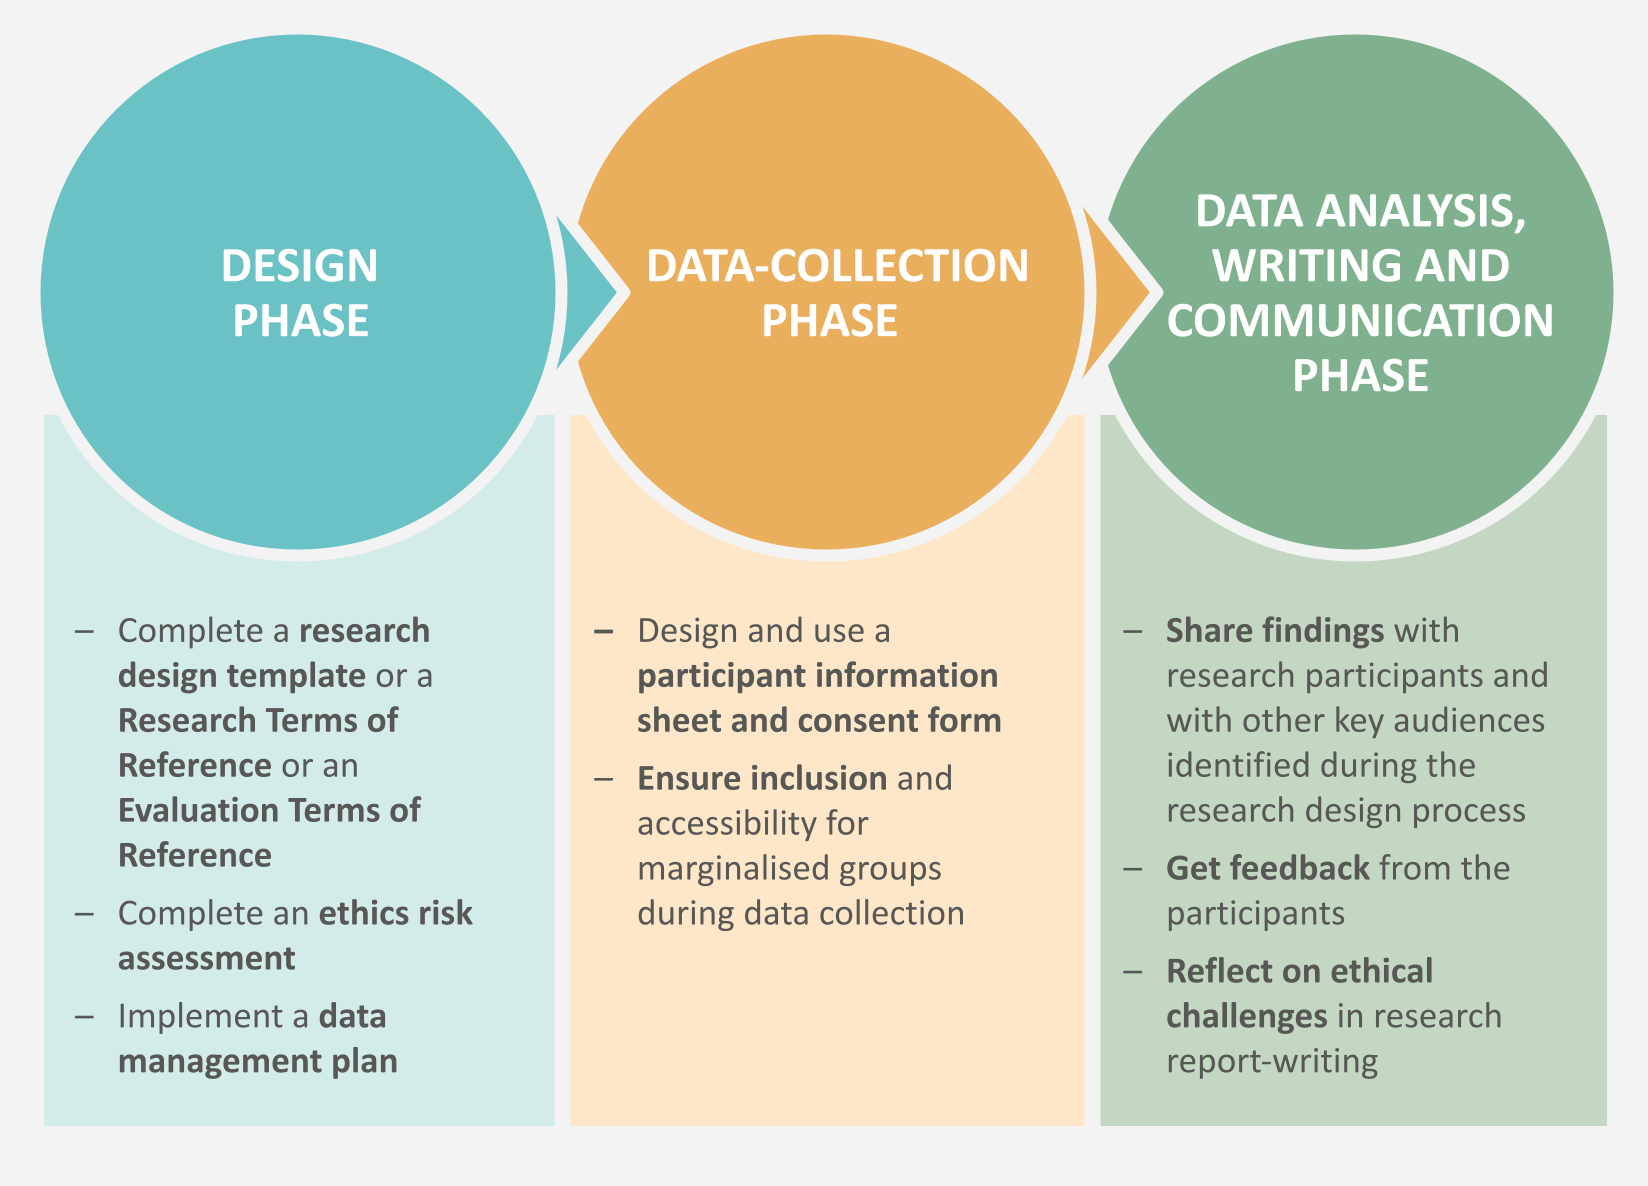 DESIGN
PHASE
– Complete a research
design template or a
Research Terms of
Reference or an
Evaluation Terms of
Reference
– Complete an ethics risk
assessment
– Implement a data
management plan
DATA-COLLECTION
PHASE
– Design and use a
participant information
sheet and consent form
– Ensure inclusion and
accessibility for
marginalised groups
during data collection
DATA ANALYSIS,
WRITING AND
COMMUNICATION
PHASE
– Share findings with
research participants and
with other key audiences
identified during the
research design process
– Get feedback from the
participants
– Reflect on ethical
challenges in research
report-writing